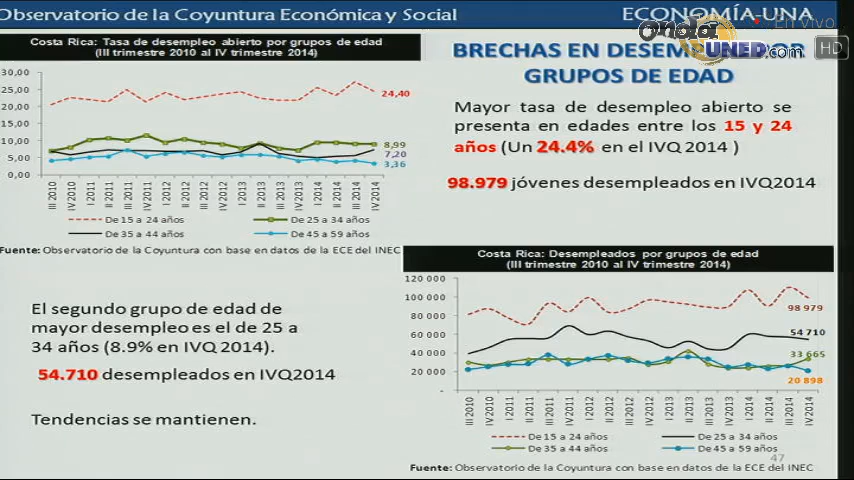 Observatorio de la Coyuntura Económica y Social
ECONOMÍA-UNA
En vivo
HD
onda
UNED.com
Costa Rica: Tasa de desempleo abierto por grupos de edad
(III trimestre 2010 al IV trimestre 2014)
30,00
25,00
20,00
15,00
10,00
5,00
0,00
24,40
8,99
7,20
3,36
III 2010
IV 2010
I 2011
II 2011
III 2011
IV 2011
I 2012
II 2012
III 2012
IV 2012
I 2013
II 2013
III 2013
IV 2013
I 2014
II 2014
III 2014
IV 2014
De 15 a 24 años
De 25 a 34 años
De 35 a 44 años
De 45 a 59 años
Fuente: Observatorio de la Coyuntura con base en datos de la ECE del INEC
BRECHAS EN POR
GRUPOS DE EDAD
Mayor tasa de desempleo abierto se
presenta en edades entre los 15 y 24
años (Un 24.4% en el IVQ 2014 )
98.979 jóvenes desempleados en IVQ2014
El segundo grupo de edad de
mayor desempleo es el de 25 a
34 años (8.9% en IVQ 2014).
54.710 desempleados en IVQ2014
Tendencias se mantienen.
Costa Rica: Desempleados por grupos de edad
(III trimestre 2010 al IV trimestre 2014)
120 000
100 000
80 000
60 000
40 000
20 000
-
98 979
54 710
33 665
20 898
III 2010
IV 2010
I 2011
II 2011
III 2011
IV 2011
I 2012
II 2012
III 2012
IV 2012
I 2013
II 2013
III 2013
IV 2013
I 2014
II 2014
III 2014
IV 2014
De 15 a 24 años
De 25 a 34 años
De 35 a 44 años
De 45 a 59 años
47
Fuente: Observatorio de la Coyuntura con base en datos de la ECE del INEC